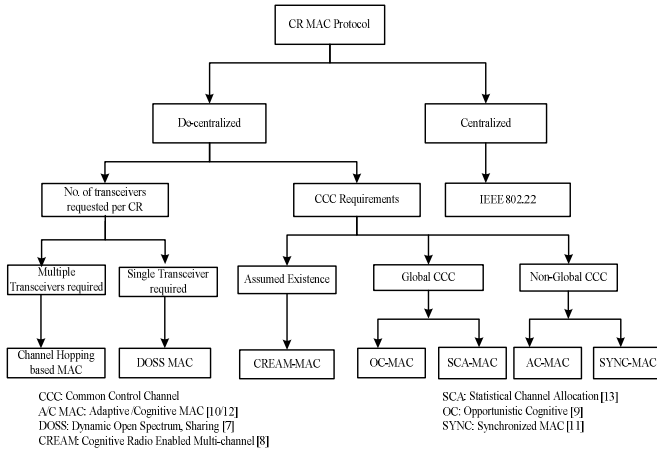 CR MAC Protocol
Do-centralized
Centralized
No. of transceivers
requested per CR
CCC Requirements
IEEE 802.22
Multiple
Transceivers required
Single Transceiver
required
Assumed Existence
Global CCC
Non-Global CCC
Channel Hopping
based MAC
DOSS MAC
CREAM-MAC
OC-MAC
SCA-MAC
AC-MAC
SYNC-MAC
CCC: Common Control Channel
A/C MAC: Adaptive /Cognitive MAC [10/12]
DOSS: Dynamic Open Spectrum, Sharing [7]
CREAM: Cognitive Radio Enabled Multi-channel [8]
SCA: Statistical Channel Allocation [13]
OC: Opportunistic Cognitive [9]
SYNC: Synchronized MAC [11]